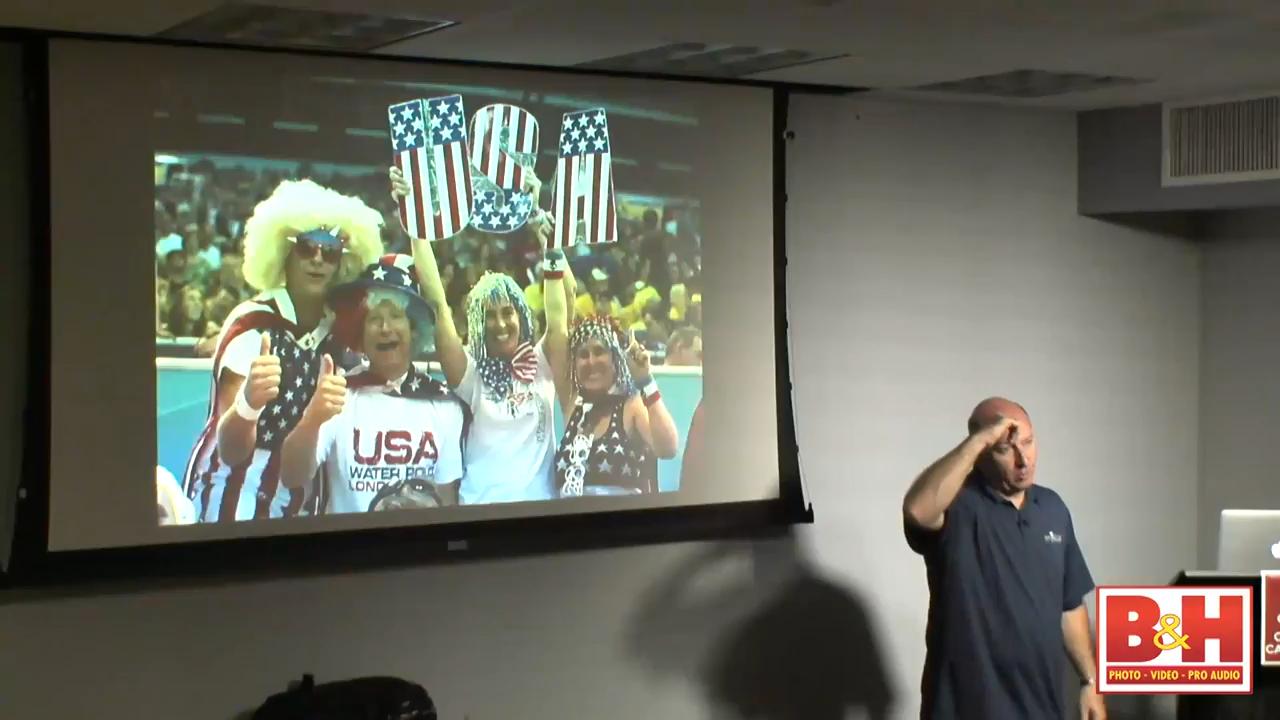 USA
USA
WATER POLO
LONDON
B&H
PHOTO - VIDEO - PRO AUDIO